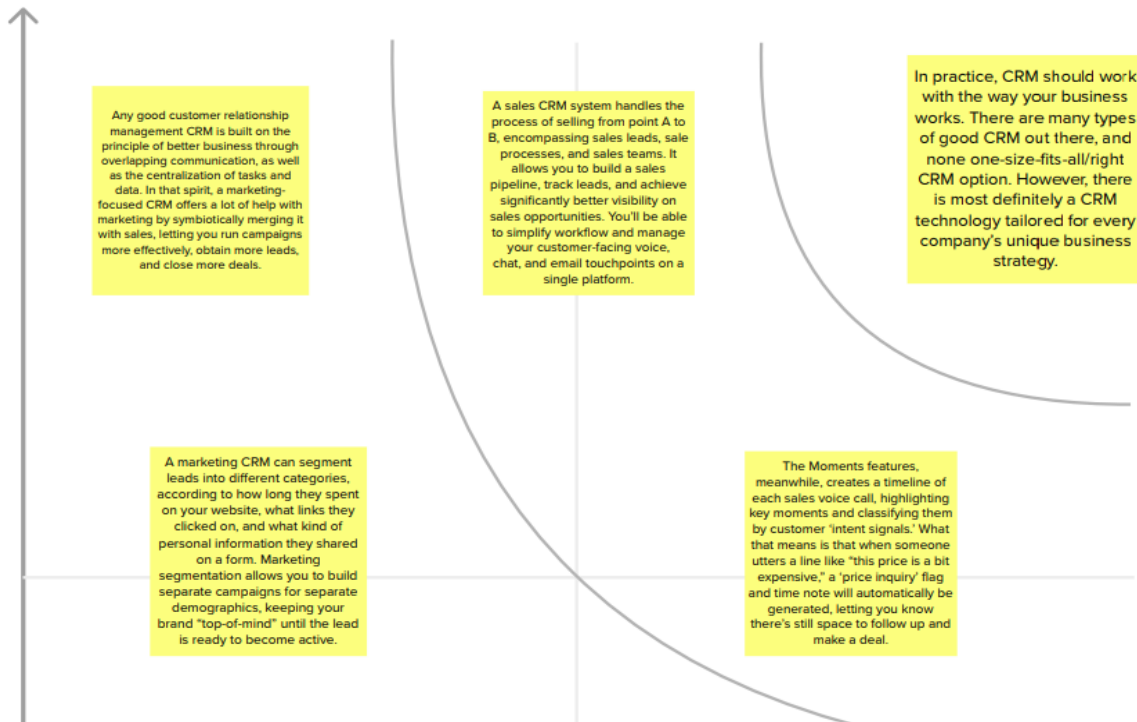 Any good customer relationship
management CRM is built on the
principle of better business through
overlapping communication, as well
as the centralization of tasks and
data. In that spirit, a marketing-
focused CRM offers a lot of help with
marketing by symbiotically merging it
with sales, letting you run campaigns
more effectively, obtain more leads,
and close more deals.
A sales CRM system handles the
process of selling from point A to
B, encompassing sales leads, sale
processes, and sales teams. It
allows you to build a sales
pipeline, track leads, and achieve
significantly better visibility on
sales opportunities. You'll be able
to simplify workflow and manage
your customer-facing voice,
chat, and email touchpoints on a
single platform.
In practice, CRM should work
with the way your business
works. There are many types
of good CRM out there, and
none one-size-fits-all/right
CRM option. However, there
is most definitely a CRM
technology tailored for every
company's unique business
strategy.
A marketing CRM can segment
leads into different categories,
according to how long they spent
on your website, what links they
clicked on, and what kind of
personal information they shared
on a form. Marketing
segmentation allows you to build
separate campaigns for separate
demographics, keeping your
brand "top-of-mind" until the lead
is ready to become active.
The Moments features,
meanwhile, creates a timeline of
each sales voice call, highlighting
key moments and classifying them
by customer 'intent signals.' What
that means is that when someone
utters a line like "this price is a bit
expensive," a 'price inquiry' flag
and time note will automatically be
generated, letting you know
there's still space to follow up and
make a deal.